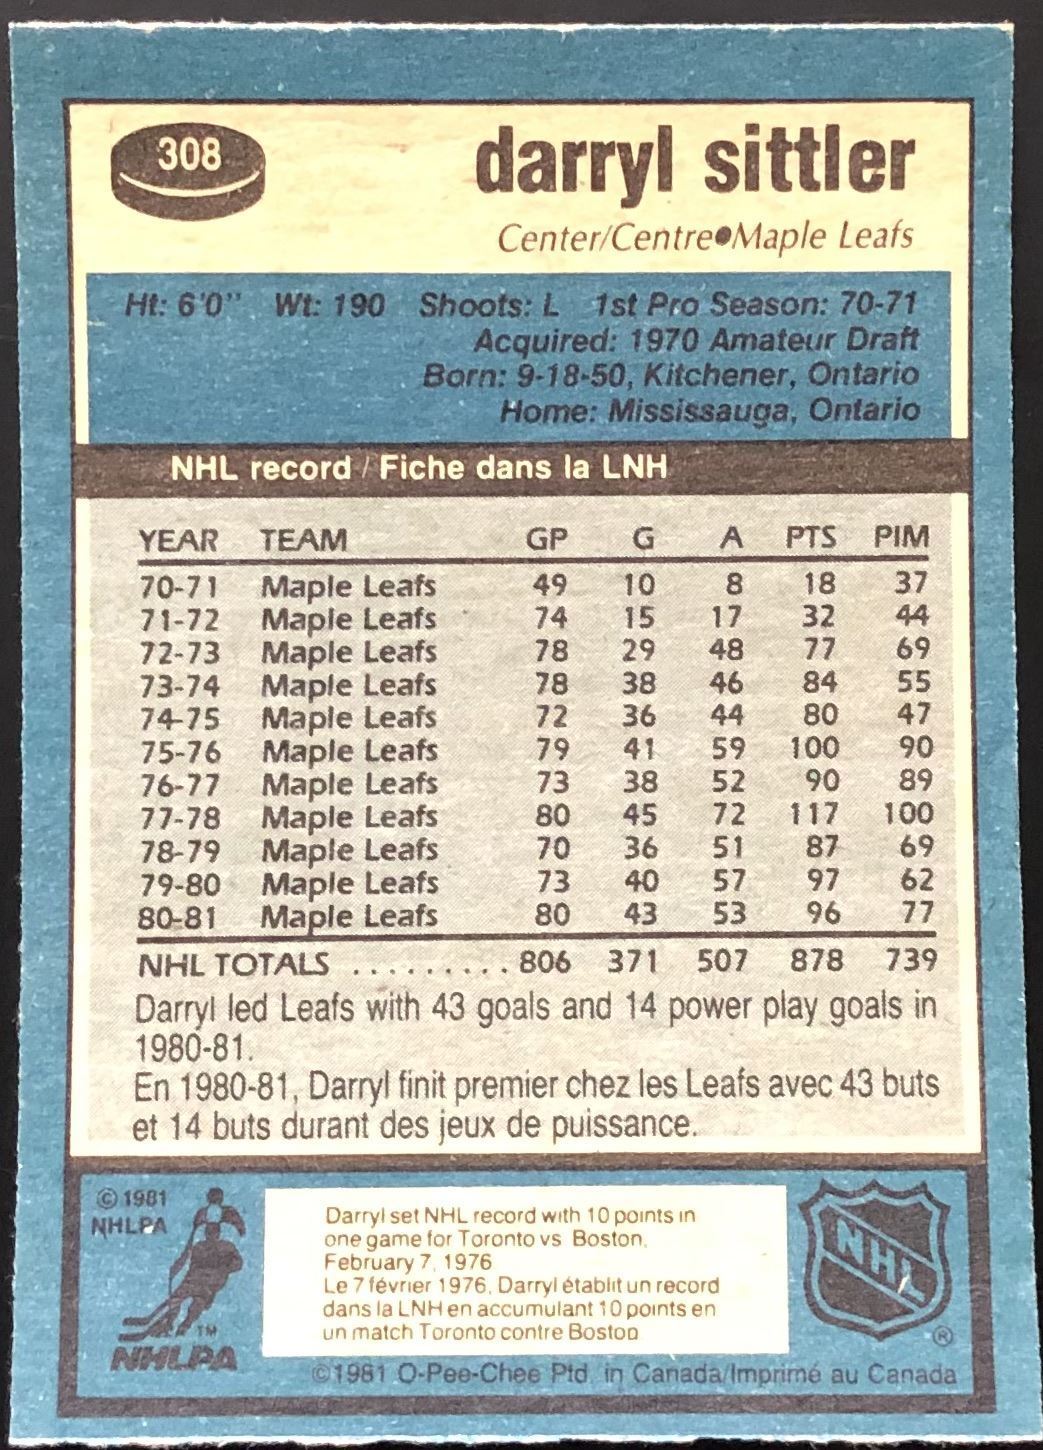 308
darryl sittler
Center/Centre●Maple Leafs
Ht: 6'0" Wt: 190 Shoots: L 1st Pro Season: 70-71
Acquired: 1970 Amateur Draft
Born: 9-18-50, Kitchener, Ontario
Home: Mississauga, Ontario
NHL record / Fiche dans la LNH
YEAR TEAM GP G A PTS PIM
70-71 Maple Leafs 49 10 8 18 37
71-72 Maple Leafs 74 15 17 32 44
72-73 Maple Leafs 78 29 48 77 69
73-74 Maple Leafs 78 38 46 84 55
74-75 Maple Leafs 72 36 44 80 47
75-76 Maple Leafs 79 41 59 100 90
76-77 Maple Leafs 73 38 52 90 89
77-78 Maple Leafs 80 45 72 117 100
78-79 Maple Leafs 70 36 51 87 69
79-80 Maple Leafs 73 40 57 97 62
80-81 Maple Leafs 80 43 53 96 77
NHL TOTALS ......... 806 371 507 878 739
Darryl led Leafs with 43 goals and 14 power play goals in
1980-81.
En 1980-81, Darryl finit premier chez les Leafs avec 43 buts
et 14 buts durant des jeux de puissance.
© 1981
NHLPA
TM
NHLPA
Darryl set NHL record with 10 points in
one game for Toronto vs Boston,
February 7, 1976
Le 7 février 1976, Darryl établit un record
dans la LNH en accumulant 10 points en
un match Toronto contre Boston
NHL
®
©1981 O-Pee-Chee Ptd. in Canada/Imprimé au Canada